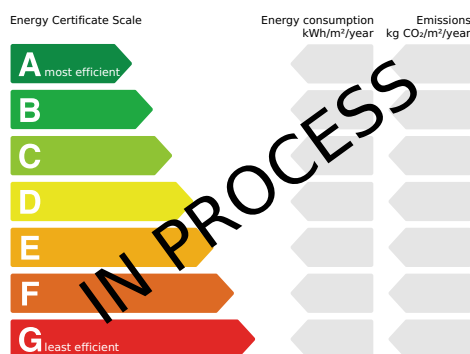 Energy Certificate Scale
Energy consumption
kWh/m²/year
Emissions
kg CO₂/m²/year
A most efficient
B
C
D
E
F
G least efficient
IN PROCESS